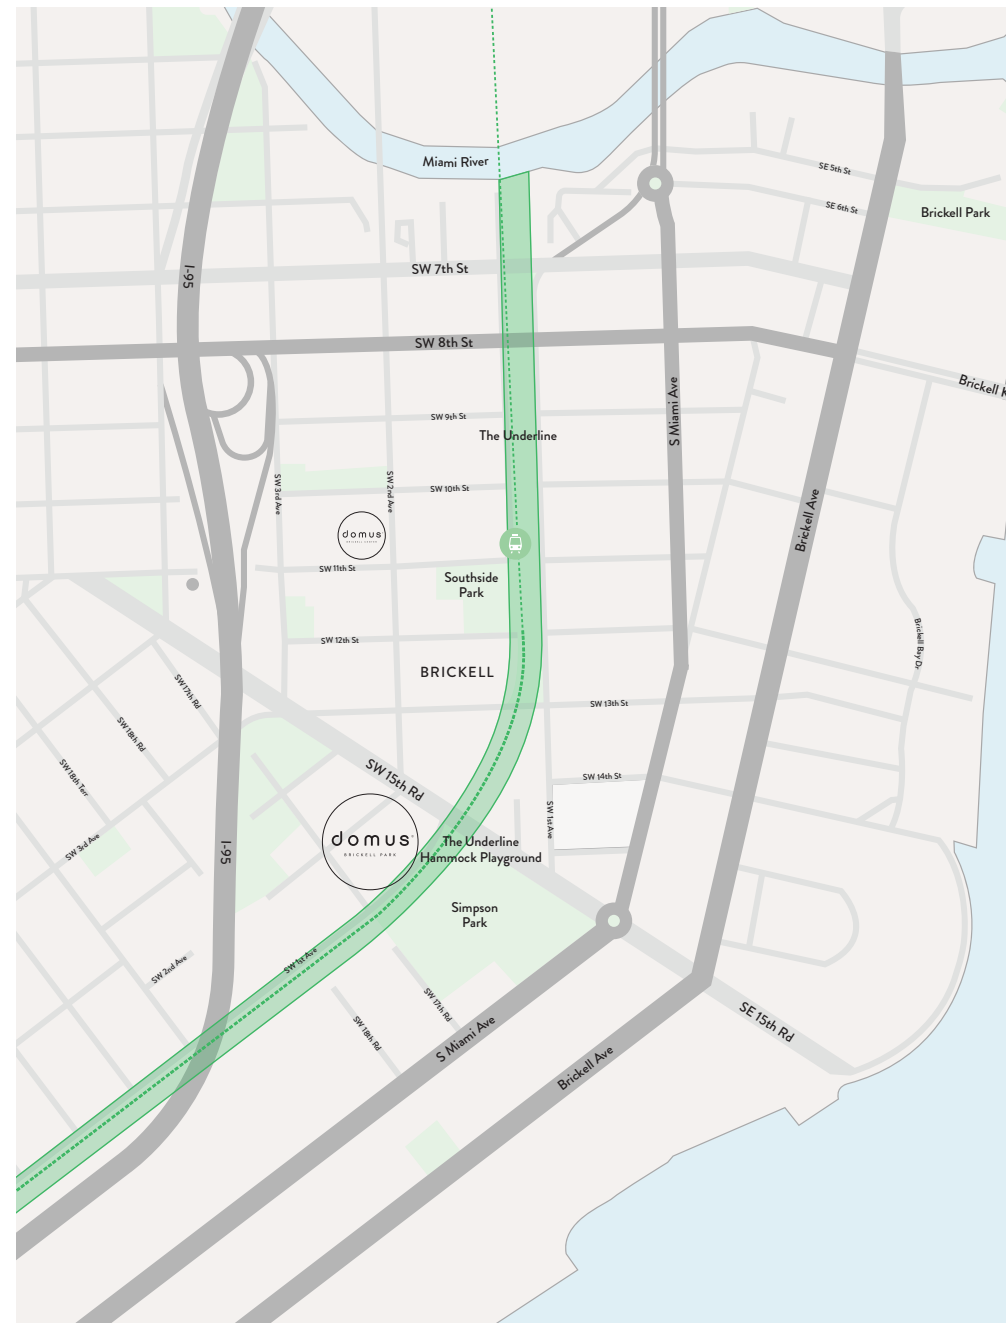 Miami River
SE 5th St
SE 6th St
Brickell Park
I-95
SW 7th St
SW 8th St
Brickell K
S Miami Ave
SW 9th St
The Underline
SW 3rd Ave
SW 2nd Ave
SW 10th St
Brickell Ave
domus
BRICKELL CENTER
SW 11th St
Southside
Park
SW 12th St
Brickell Bay Dr
BRICKELL
SW 17th Rd
SW 13th St
SW 18th Rd
SW 15th Rd
SW 14th St
SW 18th Terr
SW 1st Ave
SW 3rd Ave
I-95
domus
BRICKELL PARK
The Underline
Hammock Playground
Simpson
Park
SW 1st Ave
SW 2nd Ave
SW 17th Rd
SW 18th Rd
S Miami Ave
SE 15th Rd
Brickell Ave